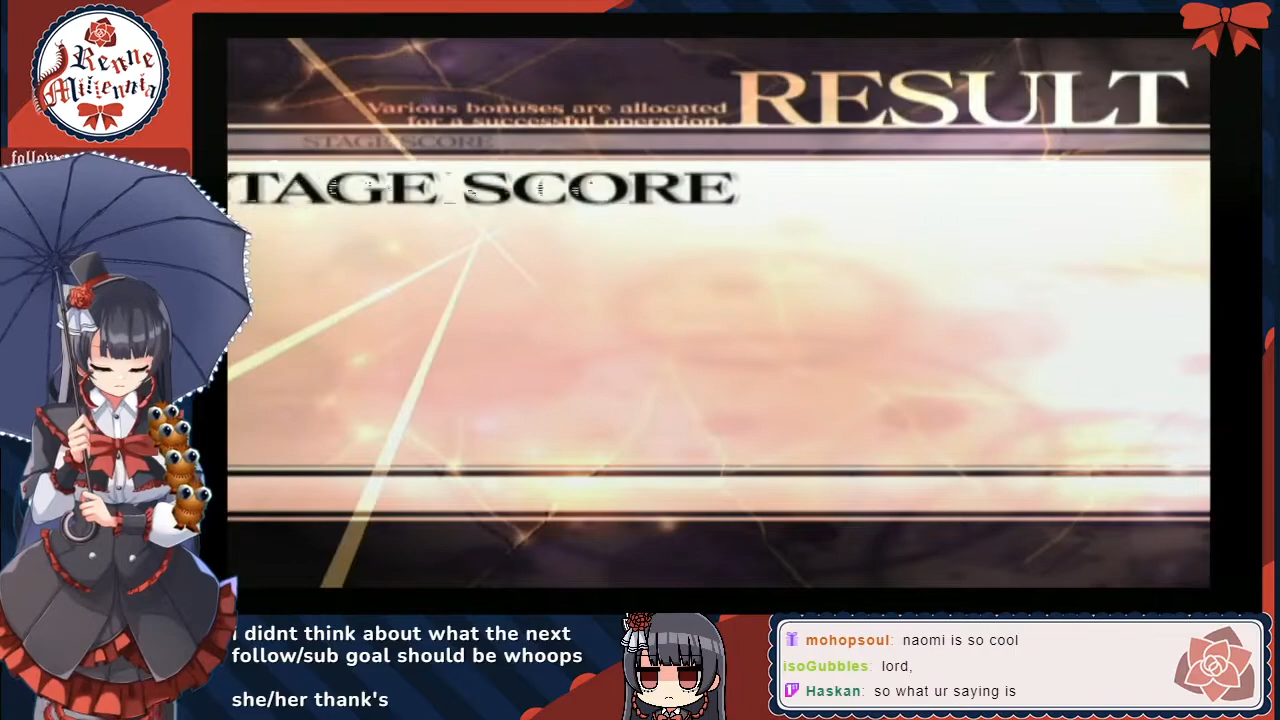 Renne
Millennia
follow
Various bonuses are allocated
for a successful operation.
RESULT
STAGE SCORE
TAGE SCORE
I didnt think about what the next
follow/sub goal should be whoops
she/her thank's
mohopsoul: naomi is so cool
isoGubbles: lord,
Haskan: so what ur saying is